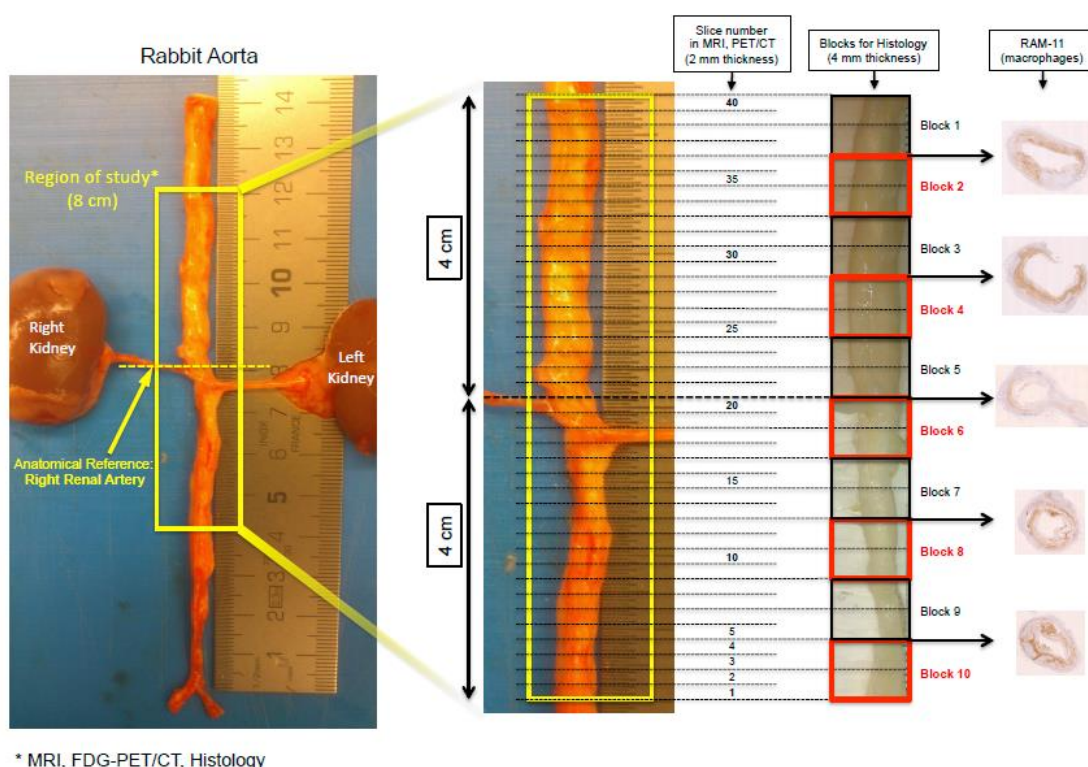 Rabbit Aorta
Region of study*
(8 cm)
Right
Kidney
Left
Kidney
Anatomical Reference:
Right Renal Artery
14
13
12
11
10
9
8
7
6
5
4
3
2
1
FRANCE
4 cm
4 cm
Slice number
in MRI, PET/CT
(2 mm thickness)
40
35
30
25
20
15
10
5
4
3
2
1
Blocks for Histology
(4 mm thickness)
Block 1
Block 2
Block 3
Block 4
Block 5
Block 6
Block 7
Block 8
Block 9
Block 10
RAM-11
(macrophages)
* MRI, FDG-PET/CT, Histology